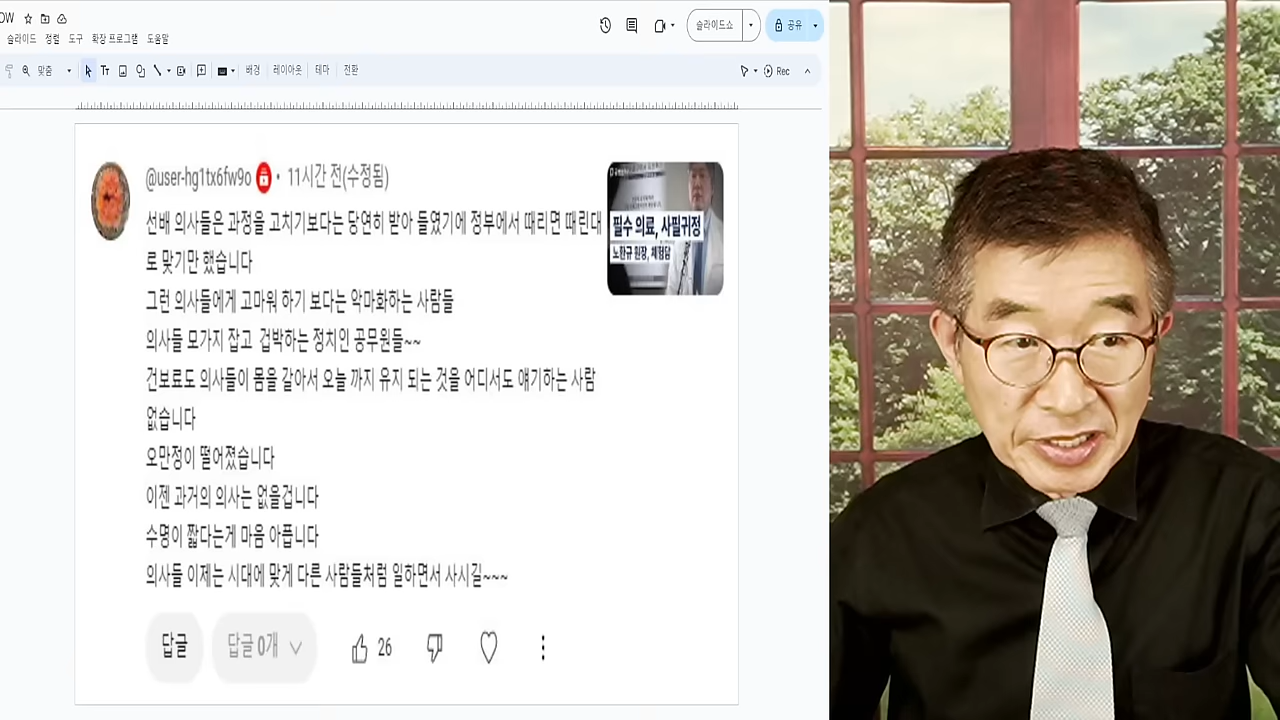 OW
슬라이드 정렬 도구 확장 프로그램 도움말
슬라이드쇼
공유
맞춤
Tт
배경 레이아웃 테마 전환
Rec
@user-hg1tx6fw9o · 11시간 전(수정됨)
선배 의사들은 과정을 고치기보다는 당연히 받아 들였기에 정부에서 때리면 때린대
로 맞기만 했습니다
그런 의사들에게 고마워 하기 보다는 악마화하는 사람들
의사들 모가지 잡고 겁박하는 정치인 공무원들~~
건보료도 의사들이 몸을 갈아서 오늘 까지 유지 되는 것을 어디서도 얘기하는 사람
없습니다
오만정이 떨어졌습니다
이젠 과거의 의사는 없을겁니다
수명이 짧다는게 마음 아픕니다
의사들 이제는 시대에 맞게 다른 사람들처럼 일하면서 사시길~~~
필수 의료, 사필귀정
노환규 원장, 체험담
답글
답글 0개
26